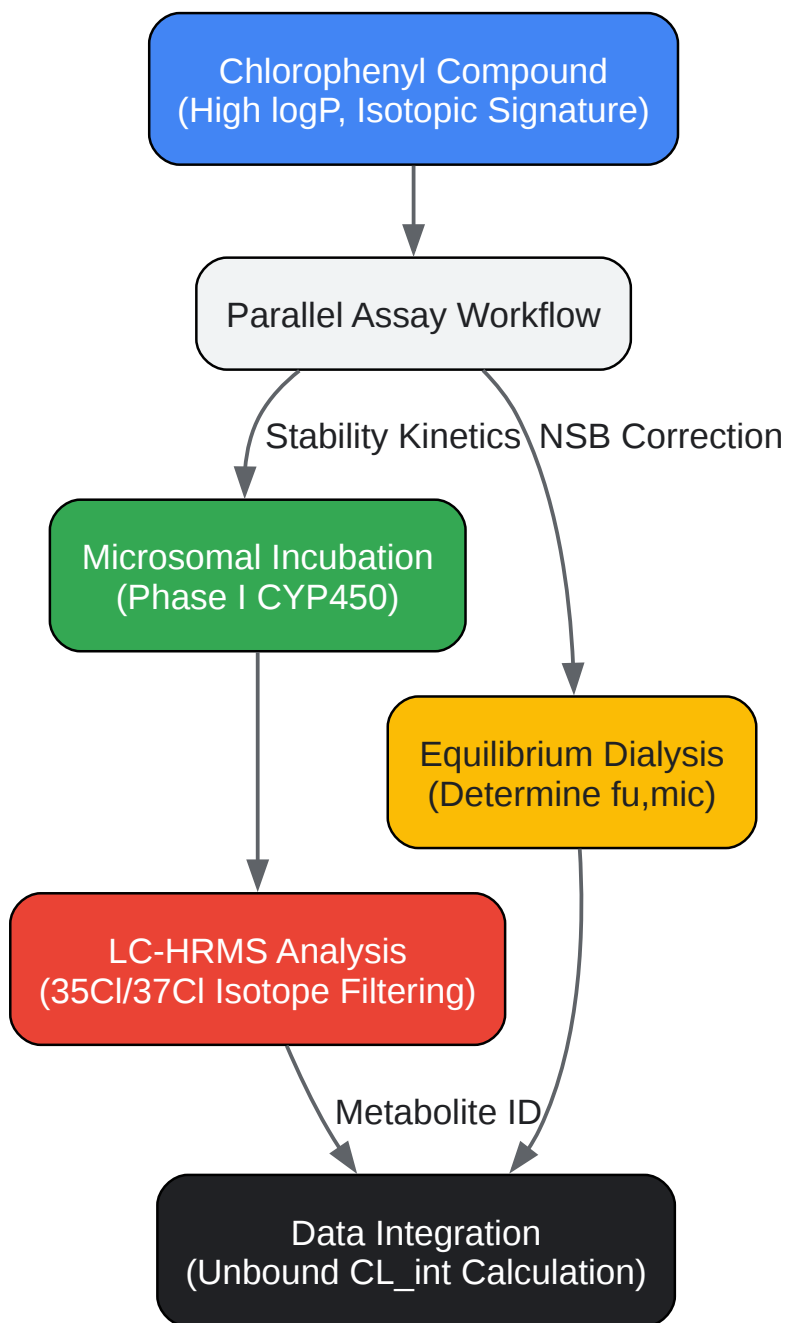 Chlorophenyl Compound
(High logP, Isotopic Signature)
Parallel Assay Workflow
Stability Kinetics
NSB Correction
Microsomal Incubation
(Phase I CYP450)
Equilibrium Dialysis
(Determine fu,mic)
LC-HRMS Analysis
(35Cl/37Cl Isotope Filtering)
Metabolite ID
Data Integration
(Unbound CL_int Calculation)